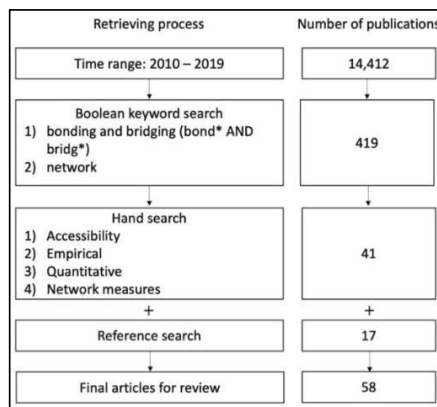 Retrieving process
Number of publications
Time range: 2010 – 2019
14,412
Boolean keyword search
1) bonding and bridging (bond* AND
bridg*)
2) network
419
Hand search
1) Accessibility
2) Empirical
3) Quantitative
4) Network measures
41
+
+
Reference search
17
Final articles for review
58